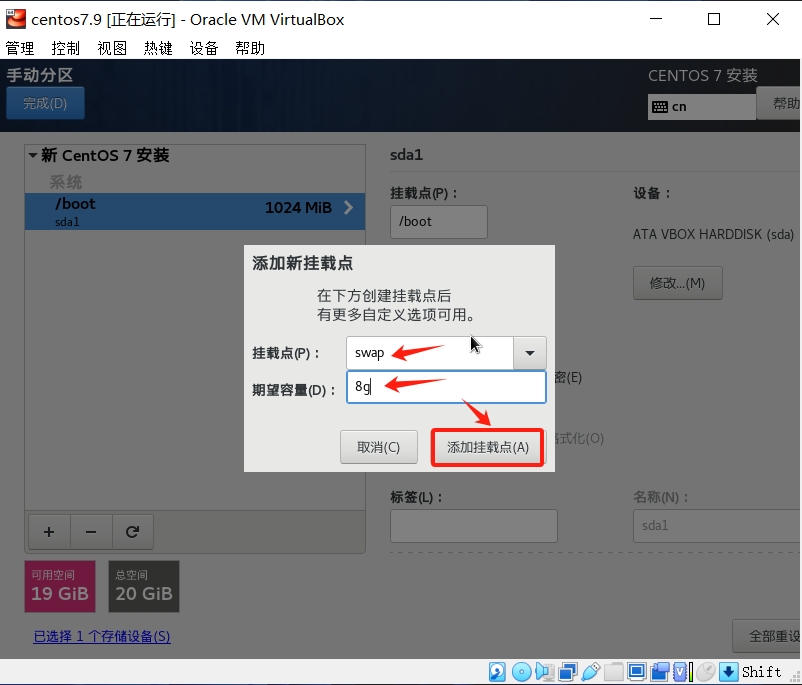 centos7.9 [正在运行] - Oracle VM VirtualBox
管理 控制 视图 热键 设备 帮助
手动分区
完成(D)
CENTOS 7 安装
cn
帮助
新 CentOS 7 安装
系统
/boot
1024 MiB
sda1
sda1
挂载点(P)：
/boot
设备：
ATA VBOX HARDDISK (sda)
修改...(M)
添加新挂载点
在下方创建挂载点后
有更多自定义选项可用。
挂载点(P)：
swap
期望容量(D)：
8g
取消(C)
添加挂载点(A)
密(E)
式化(O)
标签(L)：
名称(N)：
sda1
可用空间
19 GiB
总空间
20 GiB
已选择 1 个存储设备(S)
全部重设
Shift